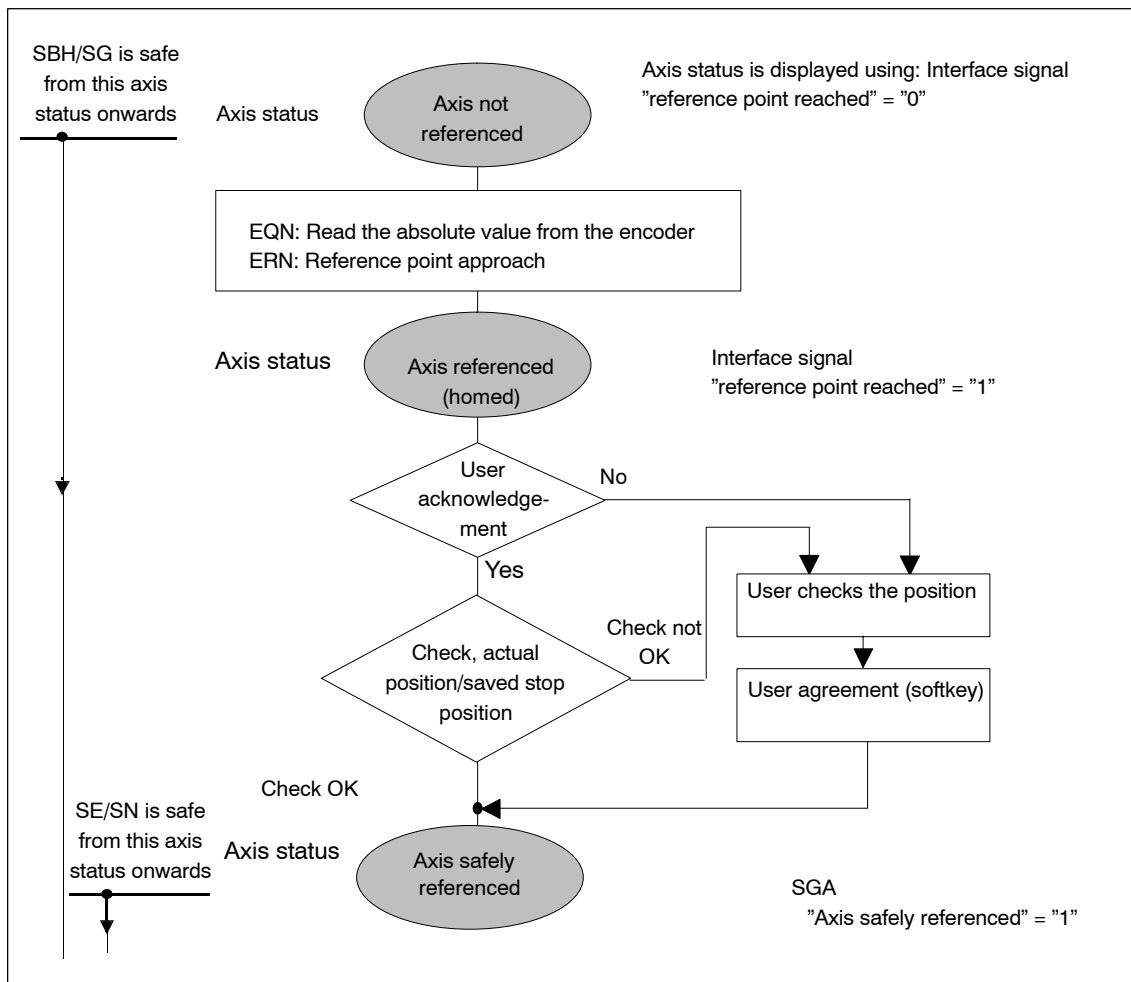 SBH/SG is safe
from this axis
status onwards
Axis status
Axis not
referenced
Axis status is displayed using: Interface signal
”reference point reached” = ”0”
EQN: Read the absolute value from the encoder
ERN: Reference point approach
Axis status
Axis referenced
(homed)
Interface signal
”reference point reached” = ”1”
User
acknowledge-
ment
No
Yes
User checks the position
Check not
OK
Check, actual
position/saved stop
position
User agreement (softkey)
Check OK
SE/SN is safe
from this axis
status onwards
Axis status
Axis safely
referenced
SGA
”Axis safely referenced” = ”1”